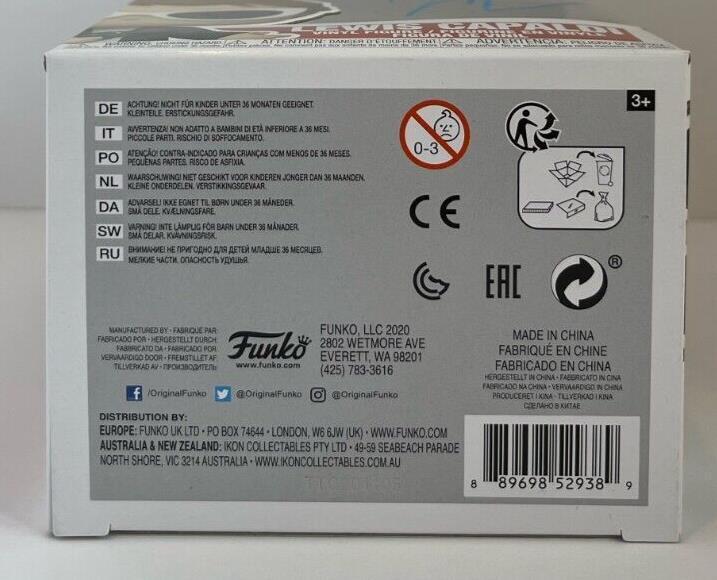 LEWIS CAPALDI
VINYL FIGURE / FIGURINE EN VINYLE
FIGURA DE VINILO
WARNING: CHOKING HAZARD
ATTENTION: DANGER D'ÉTOUFFEMENT
ADVERTENCIA: PELIGRO DE
3+
DE ACHTUNG! NICHT FÜR KINDER UNTER 36 MONATEN GEEIGNET.
KLEINTEILE. ERSTICKUNGSGEFAHR.
IT AVVERTENZA! NON ADATTO A BAMBINI DI ETÀ INFERIORE A 36 MESI.
PICCOLE PARTI. RISCHIO DI SOFFOCAMENTO.
PO ATENÇÃO! CONTRA-INDICADO PARA CRIANÇAS COM MENOS DE 36 MESES.
PEQUENAS PARTES. RISCO DE ASFIXIA.
NL WAARSCHUWING! NIET GESCHIKT VOOR KINDEREN JONGER DAN 36 MAANDEN.
KLEINE ONDERDELEN. VERSTIKKINGSGEVAAR.
DA ADVARSEL! IKKE EGNET TIL BØRN UNDER 36 MÅNEDER.
SMÅ DELE. KVÆLNINGSFARE.
SW VARNING! INTE LÄMPLIG FÖR BARN UNDER 36 MÅNADER.
SMÅ DELAR. KVÄVNINGSRISK.
RU ВНИМАНИЕ! НЕ ПРИГОДНО ДЛЯ ДЕТЕЙ МЛАДШЕ 36 МЕСЯЦЕВ.
МЕЛКИЕ ЧАСТИ. ОПАСНОСТЬ УДУШЬЯ.
0-3
CE
EAC
®
MANUFACTURED BY • FABRIQUÉ PAR
FABRICADO POR • HERGESTELLT DURCH
FABBRICATO DA • FABRICADO POR
VERVAARDIGD DOOR • FREMSTILLET AF
TILLVERKAD AV • ПРОИЗВОДИТЕЛЬ
Funko
www.funko.com
FUNKO, LLC 2020
2802 WETMORE AVE
EVERETT, WA 98201
(425) 783-3616
MADE IN CHINA
FABRIQUÉ EN CHINE
FABRICADO EN CHINA
HERGESTELLT IN CHINA • FABBRICATO IN CINA
FABRICADO NA CHINA • VERVAARDIGD IN CHINA
PRODUCERET I KINA • TILLVERKAD I KINA
СДЕЛАНО В КИТАЕ
f /OriginalFunko @OriginalFunko @OriginalFunko
DISTRIBUTION BY:
EUROPE: FUNKO UK LTD • PO BOX 74644 • LONDON, W6 6JW (UK) • WWW.FUNKO.COM
AUSTRALIA & NEW ZEALAND: IKON COLLECTABLES PTY LTD • 49-59 SEABEACH PARADE
NORTH SHORE, VIC 3214 AUSTRALIA • WWW.IKONCOLLECTABLES.COM.AU
8 89698 52938 9